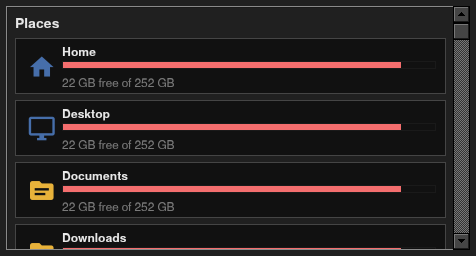 Places
Home
22 GB free of 252 GB
Desktop
22 GB free of 252 GB
Documents
22 GB free of 252 GB
Downloads